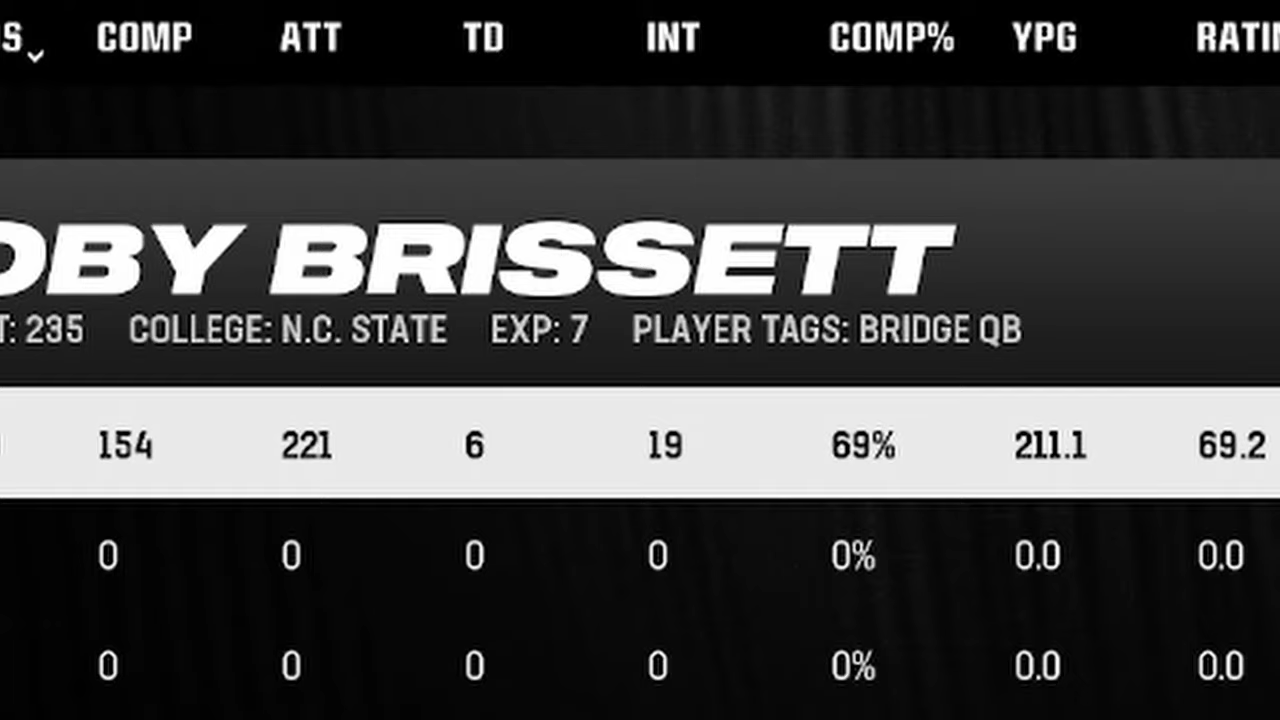 S COMP ATT TD INT COMP% YPG RATIN
OBY BRISSETT
T: 235 COLLEGE: N.C. STATE EXP: 7 PLAYER TAGS: BRIDGE QB
154 221 6 19 69% 211.1 69.2
0 0 0 0 0% 0.0 0.0
0 0 0 0 0% 0.0 0.0